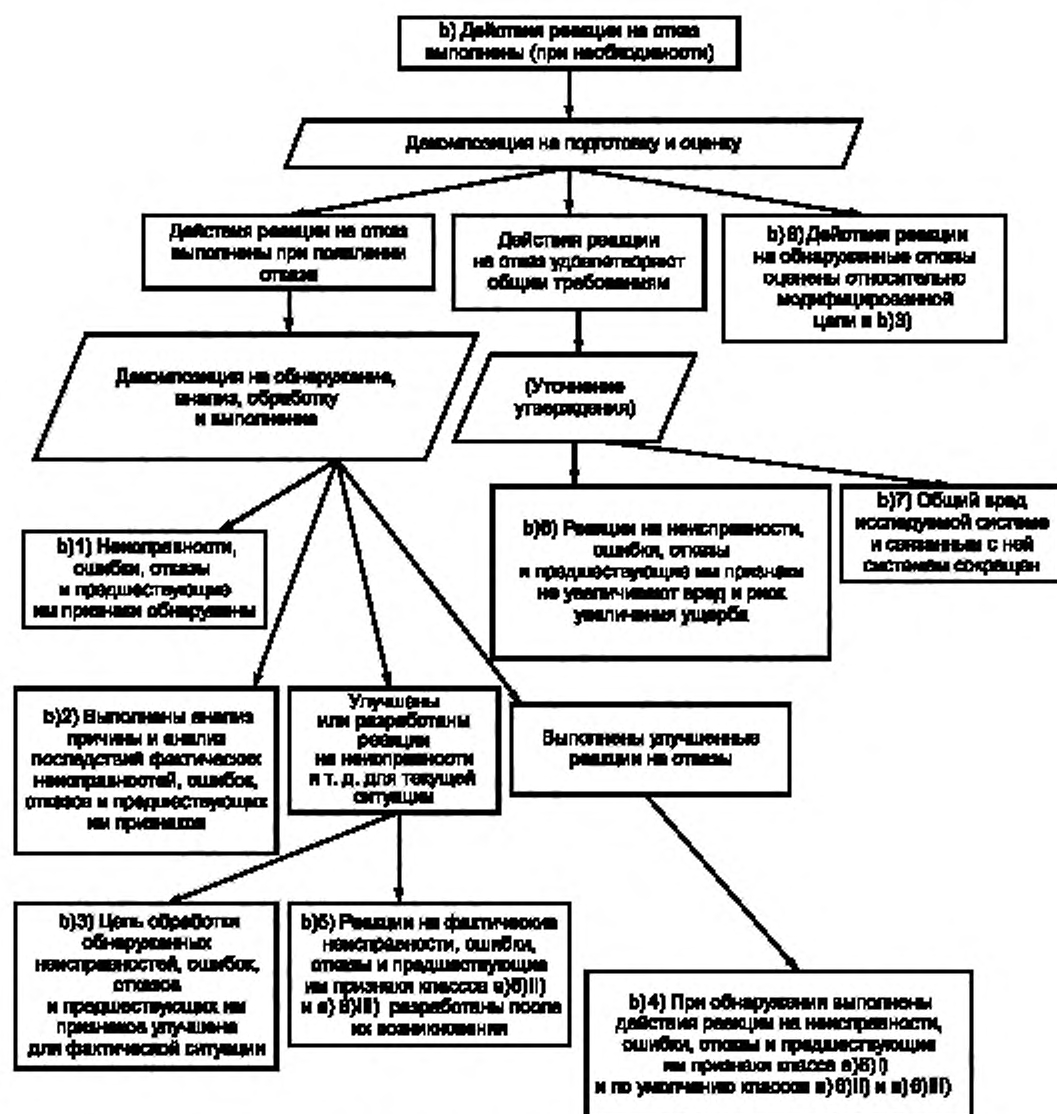 b) Действия реакции на отказ
выполнены (при необходимости)
Декомпозиция на подготовку и оценку
Действия реакции на отказ
выполнены при появлении
отказа
Действия реакции
на отказ удовлетворяют
общим требованиям
b)8) Действия реакции
на обнаруженные отказы
оценены относительно
модифицированной
цели в b)3)
Декомпозиция на обнаружение,
анализ, обработку
и выполнение
(Уточнение
утверждения)
b)1) Неисправности,
ошибки, отказы
и предшествующие
им признаки обнаружены
b)6) Реакции на неисправности,
ошибки, отказы
и предшествующие им признаки
не увеличивают вред и риск
увеличения ущерба
b)7) Общий вред
исследуемой системе
и связанным с ней
системам сокращен
b)2) Выполнены анализ
причины и анализ
последствий фактических
неисправностей, ошибок,
отказов и предшествующих
им признаков
Улучшены
или разработаны
реакции
на неисправности
и т. д. для текущей
ситуации
Выполнены улучшенные
реакции на отказы
b)3) Цель обработки
обнаруженных
неисправностей, ошибок,
отказов
и предшествующих им
признаков улучшена
для фактической ситуации
b)5) Реакции на фактические
неисправности, ошибки,
отказы и предшествующие
им признаки классов
разработаны после
их возникновения
b)4) При обнаружения выполнены
действия реакции на неисправности,
ошибки, отказы и предшествующие
им признаки класса
и по умолчанию классов